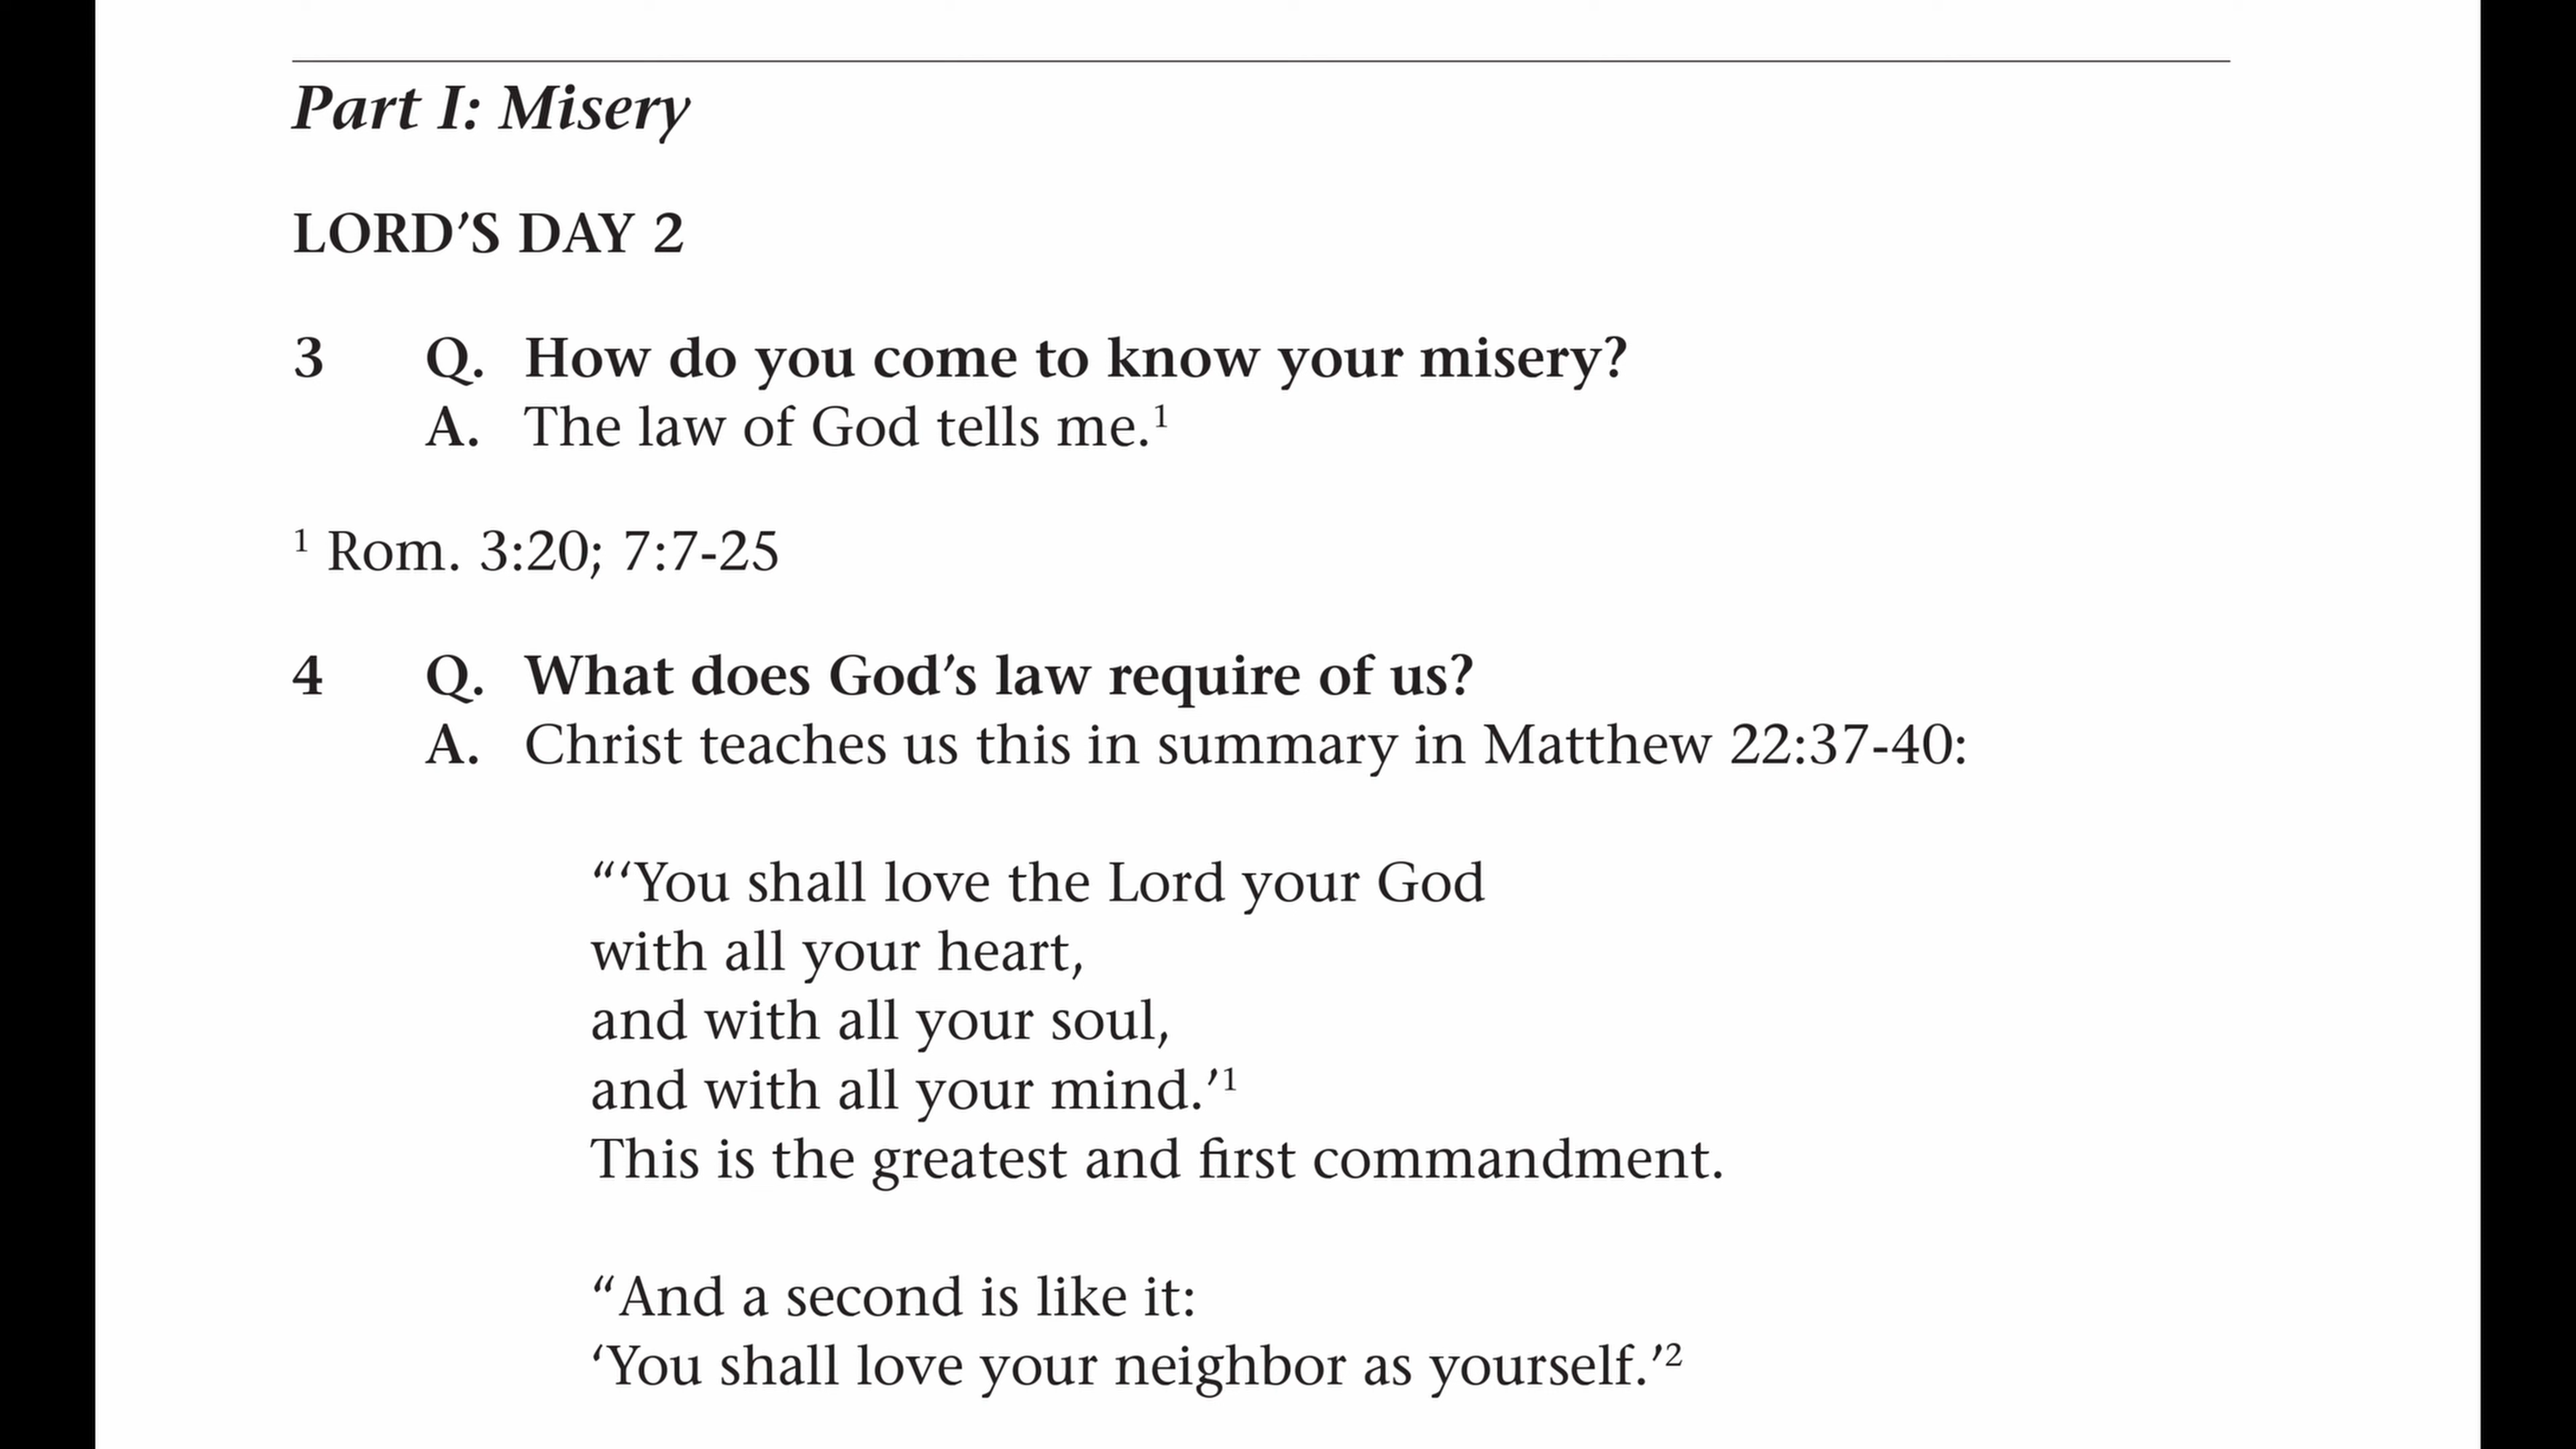 Part I: Misery
LORD’S DAY 2
3 Q. How do you come to know your misery?
A. The law of God tells me.¹
¹ Rom. 3:20; 7:7-25
4 Q. What does God’s law require of us?
A. Christ teaches us this in summary in Matthew 22:37-40:
“‘You shall love the Lord your God
with all your heart,
and with all your soul,
and with all your mind.’¹
This is the greatest and first commandment.
“And a second is like it:
‘You shall love your neighbor as yourself.’²